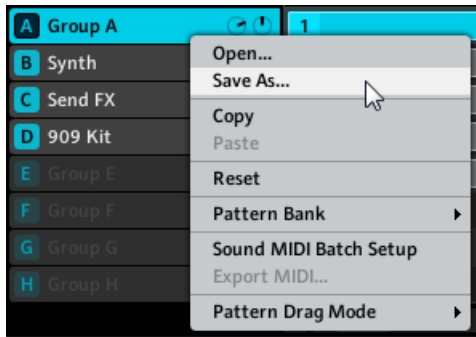 A Group A 1
B Synth
C Send FX
D 909 Kit
E Group E
F Group F
G Group G
H Group H
Open...
Save As...
Copy
Paste
Reset
Pattern Bank
Sound MIDI Batch Setup
Export MIDI...
Pattern Drag Mode